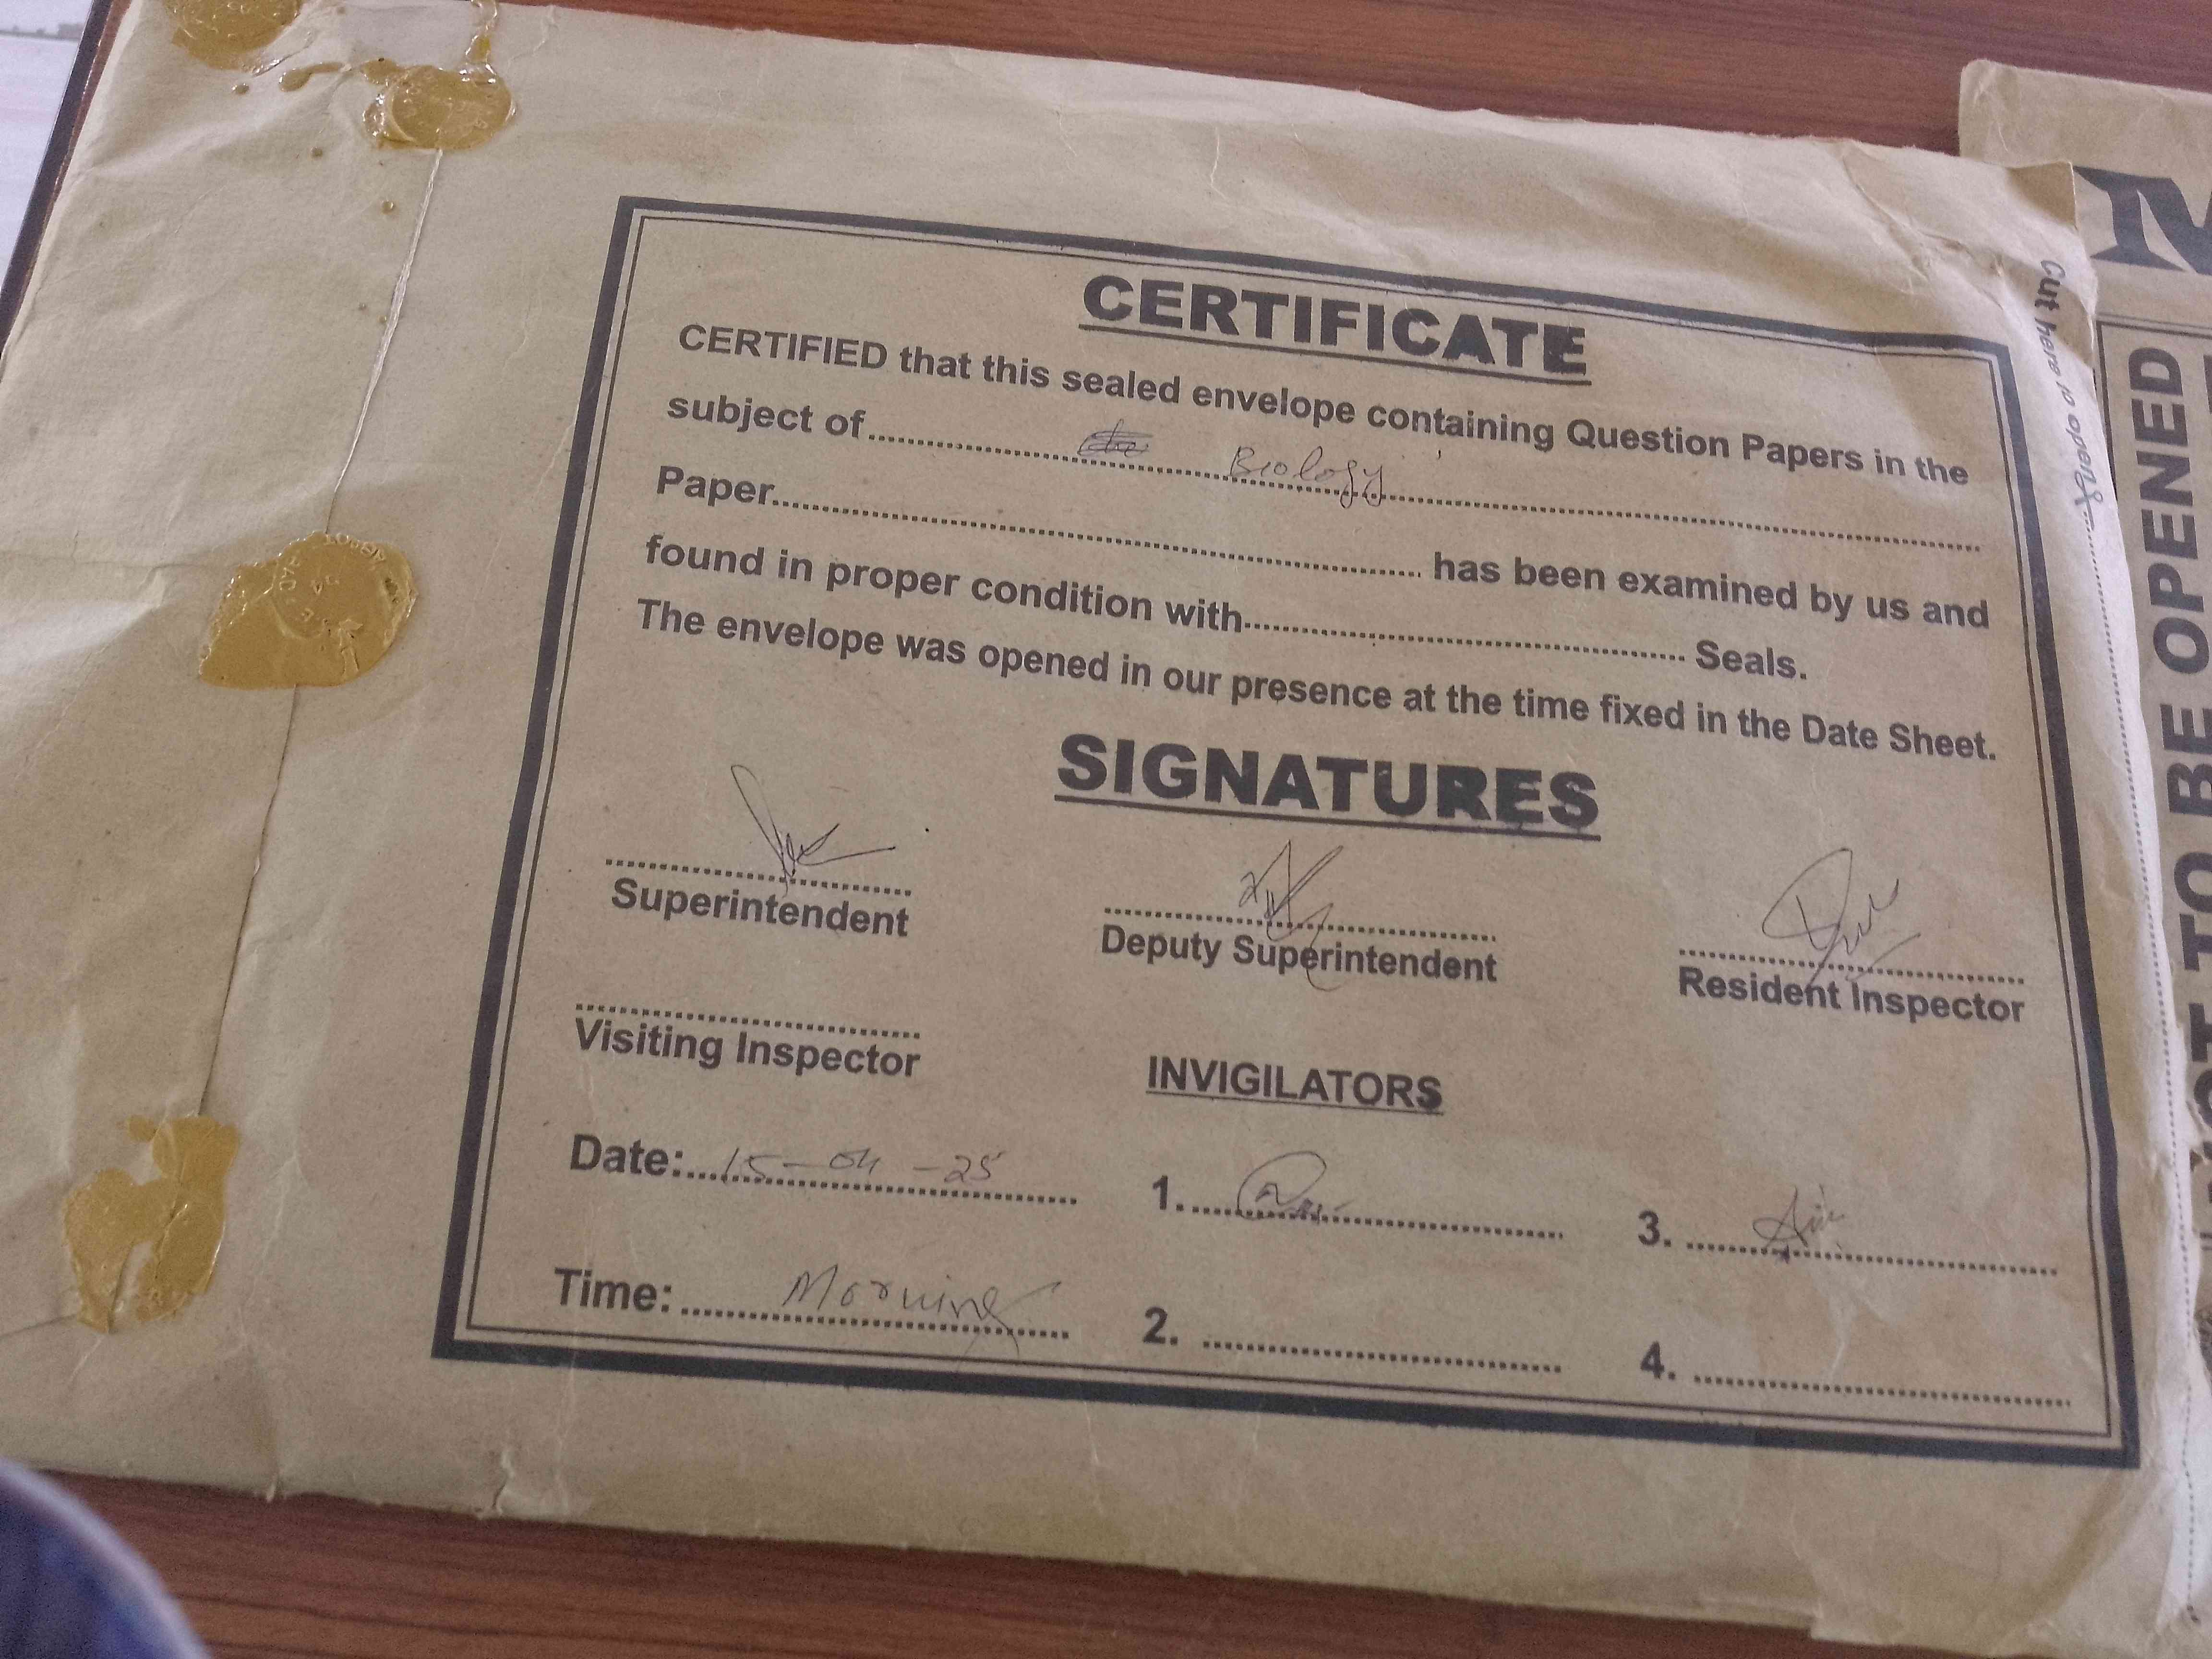 CERTIFICATE
CERTIFIED that this sealed envelope containing Question Papers in the
subject of.......... Biology ..........
Paper.......... has been examined by us and
found in proper condition with.......... Seals.
The envelope was opened in our presence at the time fixed in the Date Sheet.
SIGNATURES
Superintendent
Deputy Superintendent
Resident Inspector
Visiting Inspector
INVIGILATORS
Date: 15-04-25
1.
3.
Time: Morning
2.
4.
Cut here to open
TO BE OPENED